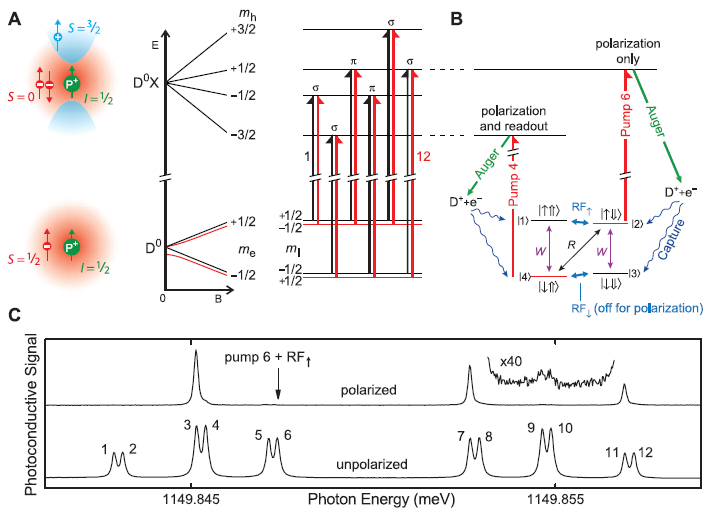 A
S=3/2
S=0
P+
I=1/2
S=1/2
P+
I=1/2
E
mh
+3/2
+1/2
−1/2
−3/2
D⁰X
D⁰
+1/2
me
−1/2
0
B
σ
σ
π
π
σ
σ
1
12
+1/2
−1/2
mI
−1/2
+1/2
B
polarization
only
polarization
and readout
Auger
Pump 4
Pump 6
Auger
D⁺+e⁻
D⁺+e⁻
Capture
|1⟩
|↑⇑⟩
RF↑
|↑⇓⟩
|2⟩
W
R
W
|4⟩
|↓⇑⟩
|↓⇓⟩
|3⟩
RF↓ (off for polarization)
C
Photoconductive Signal
pump 6 + RF↑
x40
polarized
1 2
3 4
5 6
7 8
9 10
11 12
unpolarized
1149.845
Photon Energy (meV)
1149.855